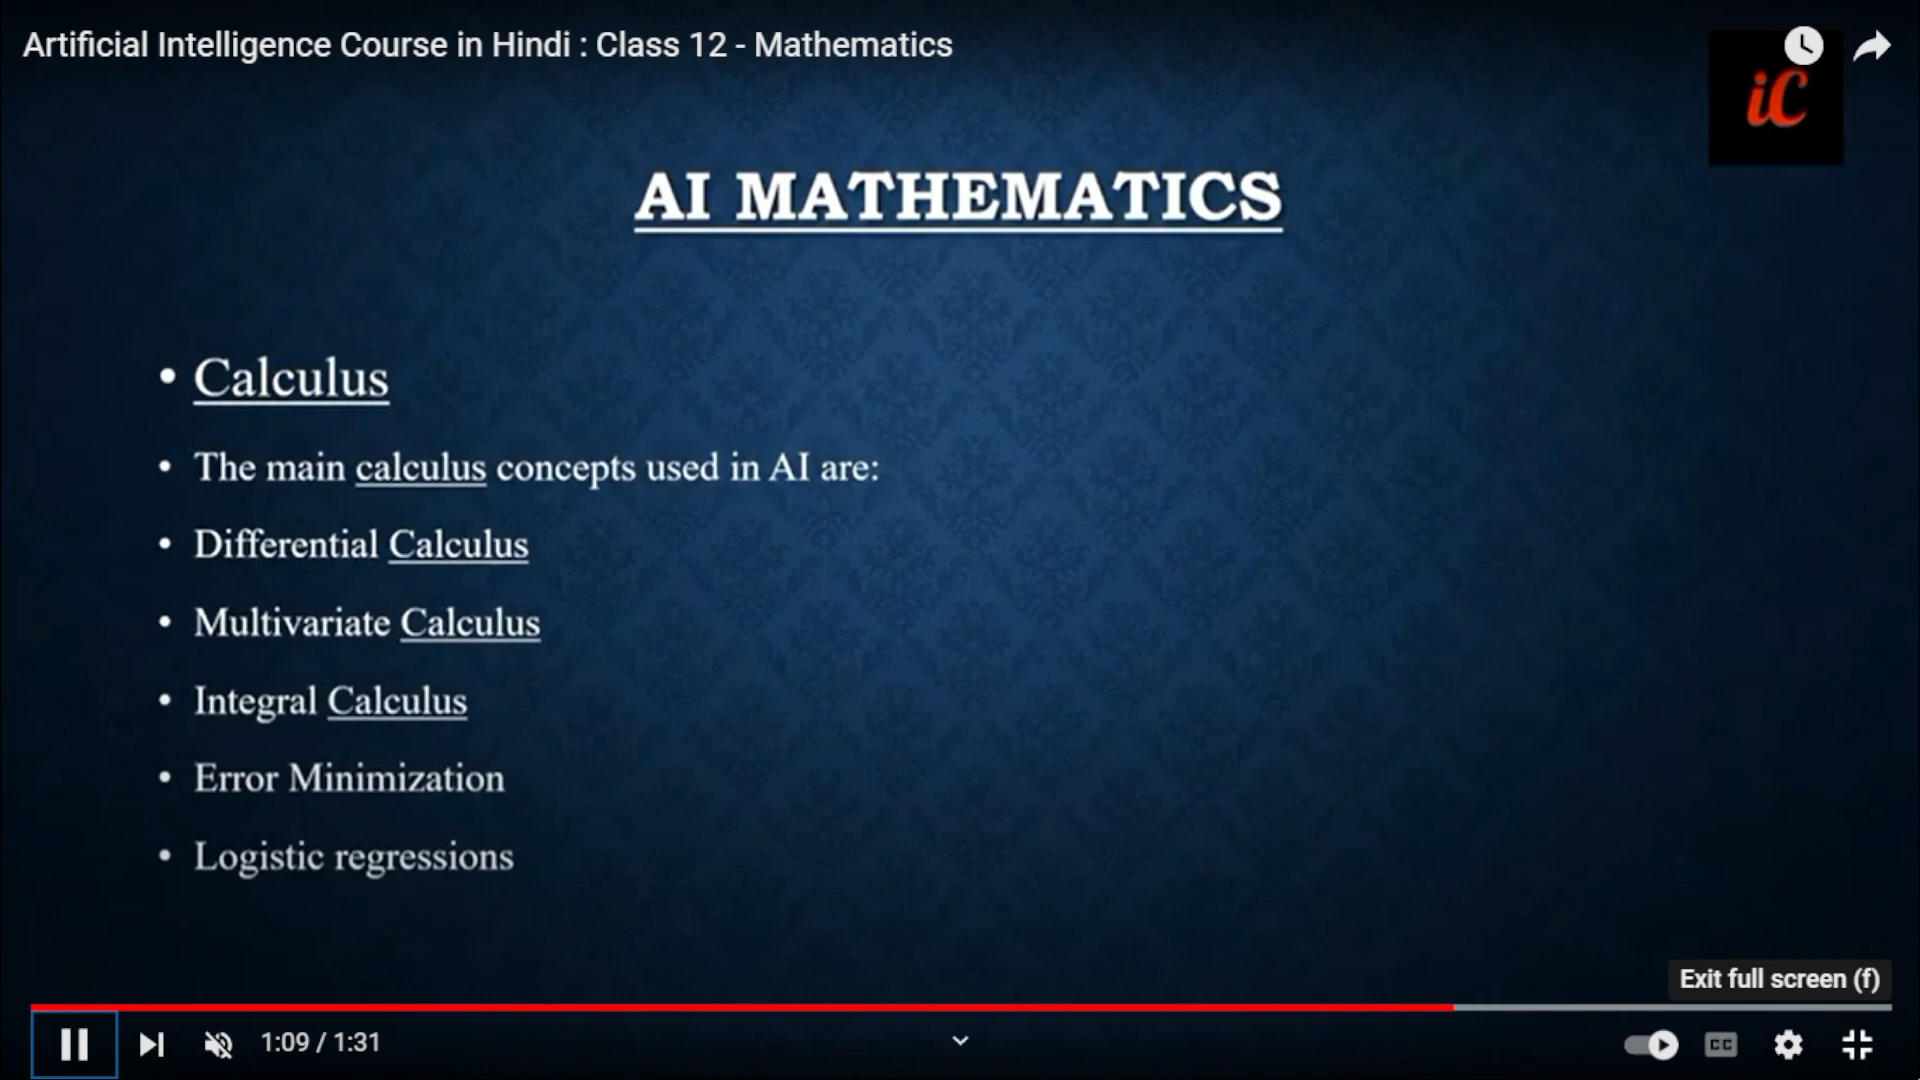 Artificial Intelligence Course in Hindi : Class 12 - Mathematics
iC
AI MATHEMATICS
• Calculus
• The main calculus concepts used in AI are:
• Differential Calculus
• Multivariate Calculus
• Integral Calculus
• Error Minimization
• Logistic regressions
Exit full screen (f)
1:09 / 1:31
CC